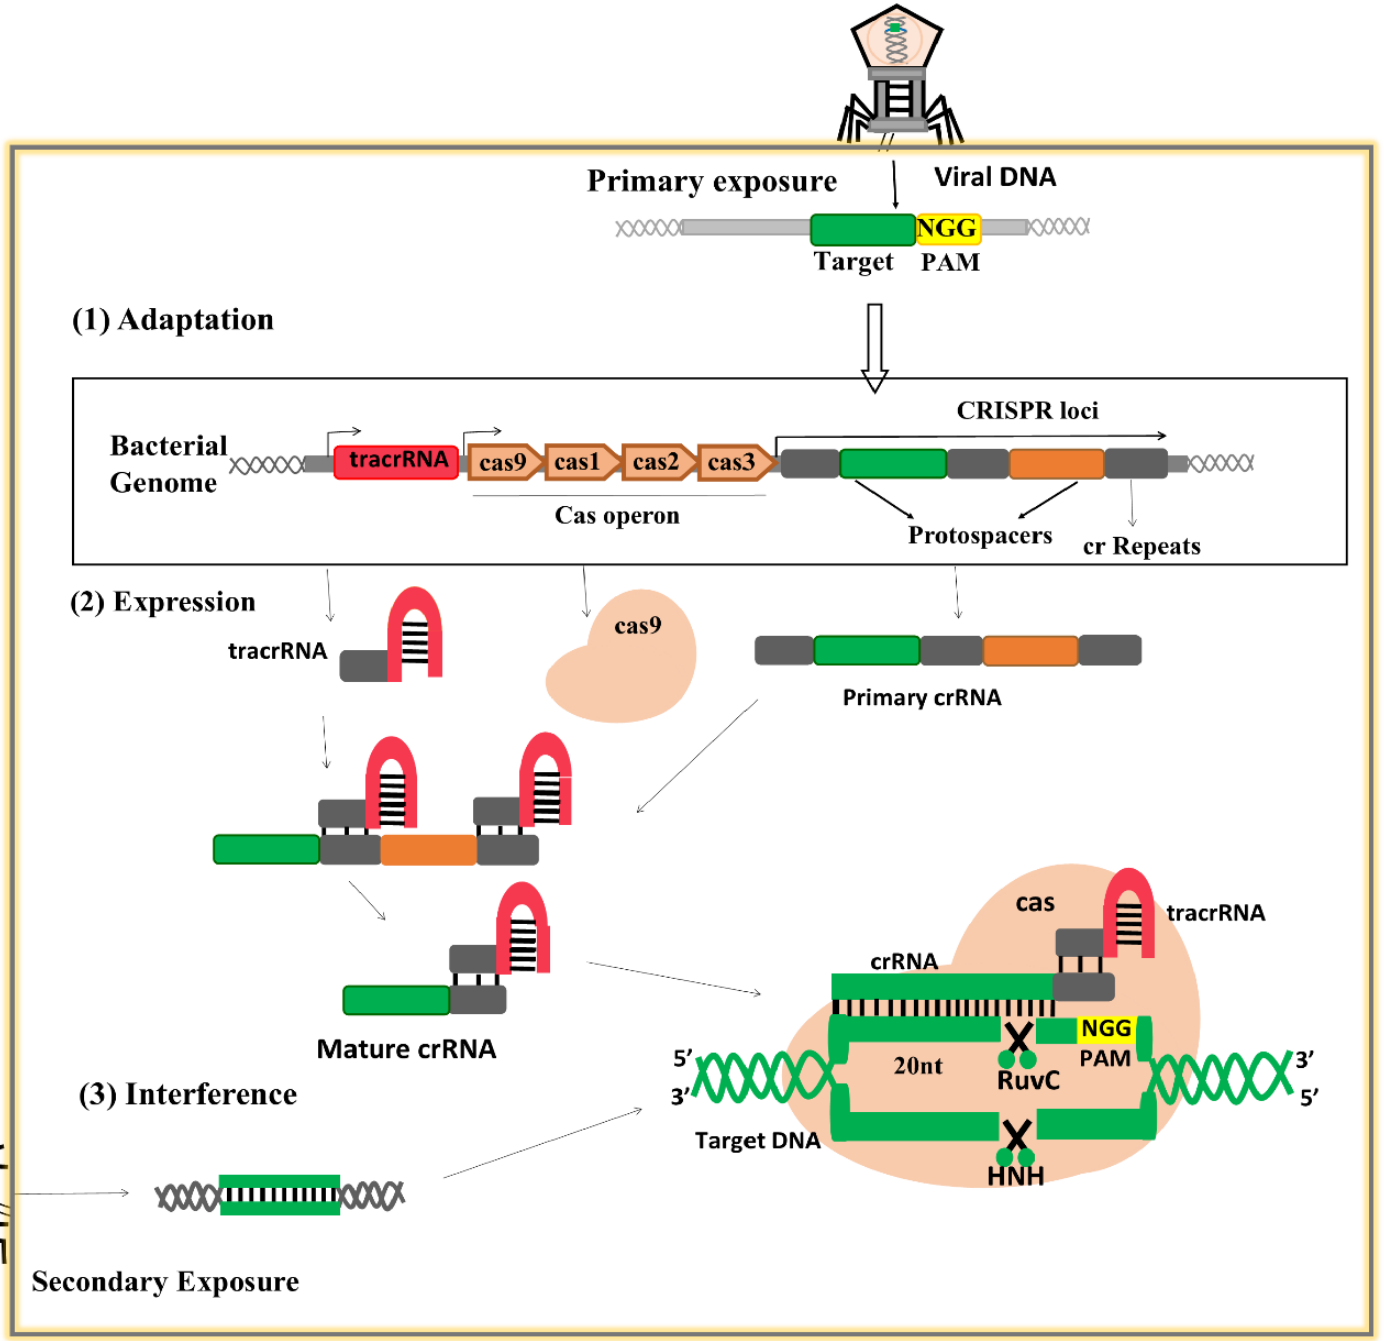 Primary exposure
Viral DNA
NGG
Target
PAM
(1) Adaptation
CRISPR loci
Bacterial
Genome
tracrRNA
cas9
cas1
cas2
cas3
Cas operon
Protospacers
cr Repeats
(2) Expression
tracrRNA
cas9
Primary crRNA
cas
tracrRNA
crRNA
Mature crRNA
NGG
PAM
5’
3’
20nt
RuvC
3’
5’
(3) Interference
Target DNA
HNH
Secondary Exposure